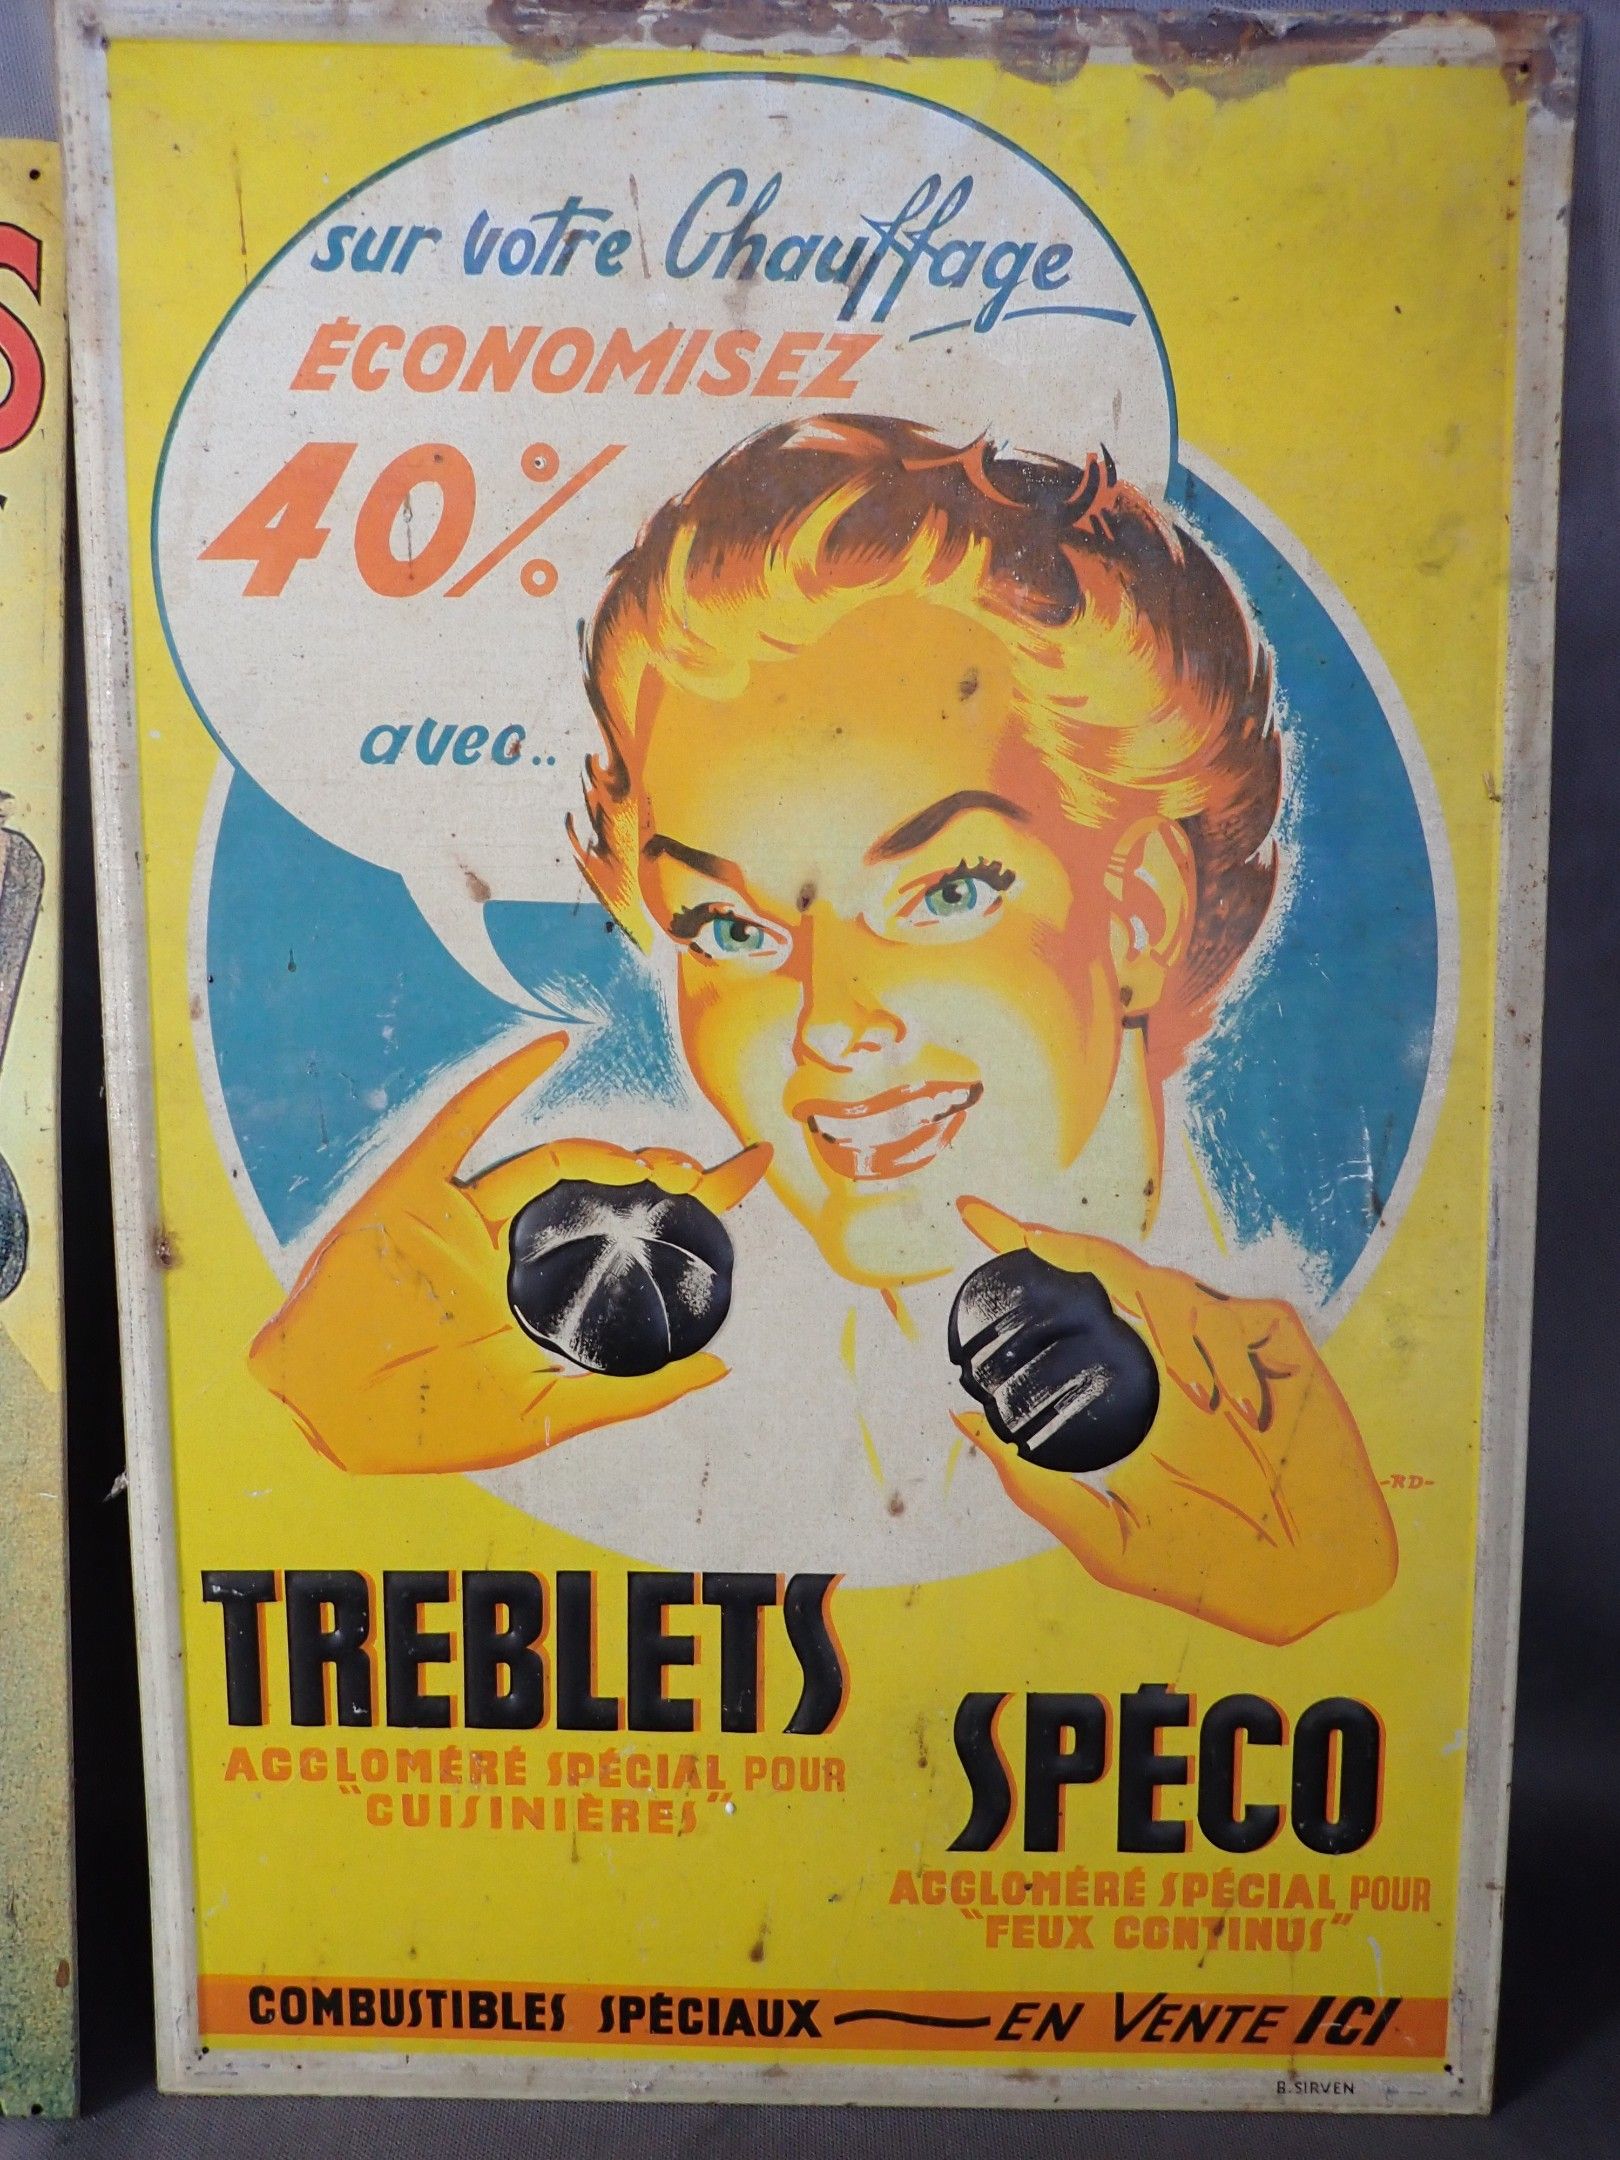 sur votre Chauffage
ÉCONOMISEZ
40%
avec..
-RD-
TREBLETS
AGGLOMÉRÉ SPÉCIAL POUR
"CUISINIÈRES"
SPÉCO
AGGLOMÉRÉ SPÉCIAL POUR
"FEUX CONTINUS"
COMBUSTIBLES SPÉCIAUX — EN VENTE ICI
B. SIRVEN